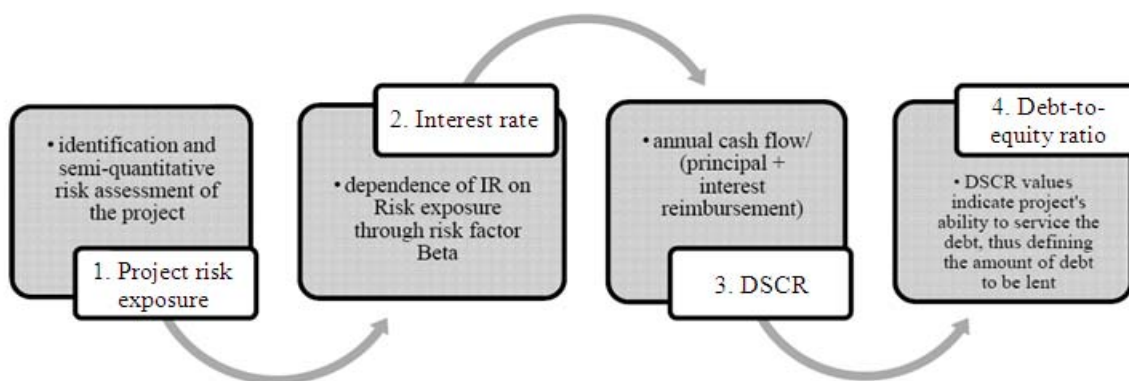 • identification and
semi-quantitative
risk assessment of
the project
1. Project risk
exposure
2. Interest rate
• dependence of IR on
Risk exposure
through risk factor
Beta
• annual cash flow/
(principal +
interest
reimbursement)
3. DSCR
4. Debt-to-
equity ratio
• DSCR values
indicate project's
ability to service the
debt, thus defining
the amount of debt
to be lent